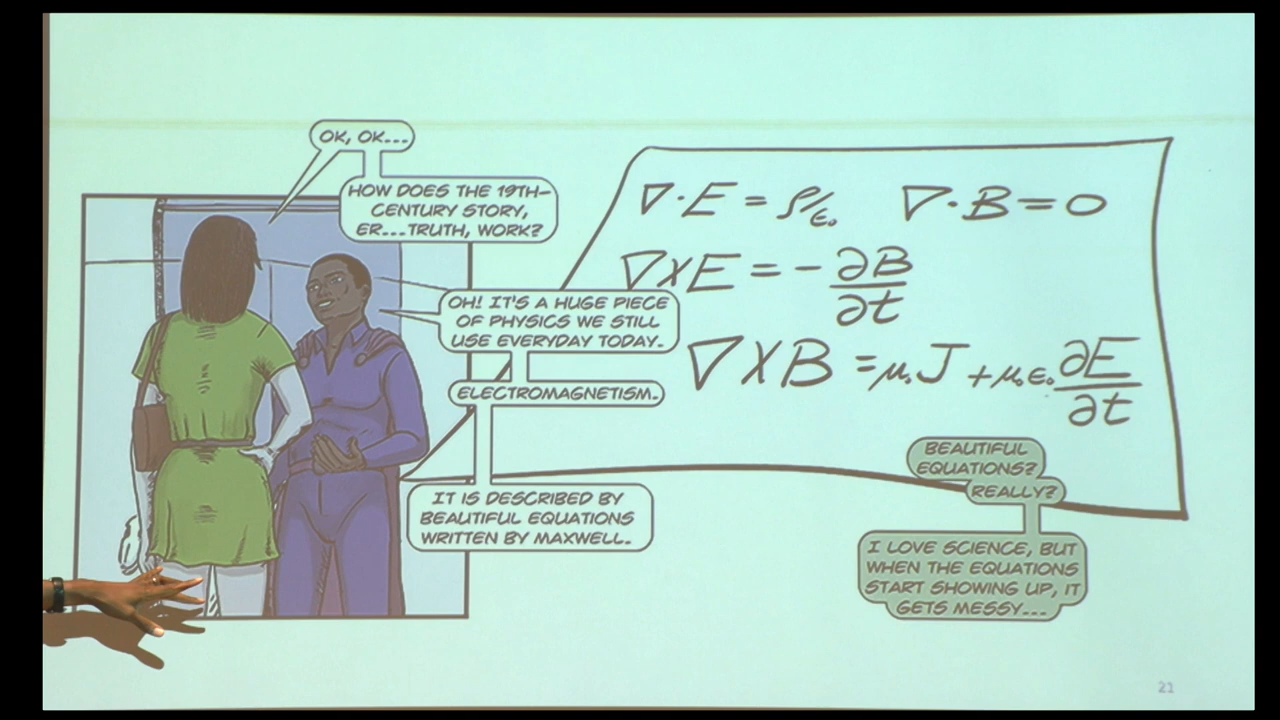 OK, OK...
HOW DOES THE 19TH-
CENTURY STORY,
ER...TRUTH, WORK?
OH! IT'S A HUGE PIECE
OF PHYSICS WE STILL
USE EVERYDAY TODAY.
ELECTROMAGNETISM.
IT IS DESCRIBED BY
BEAUTIFUL EQUATIONS
WRITTEN BY MAXWELL.
∇·E = ρ/ε₀ ∇·B = 0
∇×E = -∂B/∂t
∇×B = μ₀J + μ₀ε₀ ∂E/∂t
BEAUTIFUL
EQUATIONS?
REALLY?
I LOVE SCIENCE, BUT
WHEN THE EQUATIONS
START SHOWING UP, IT
GETS MESSY...
21